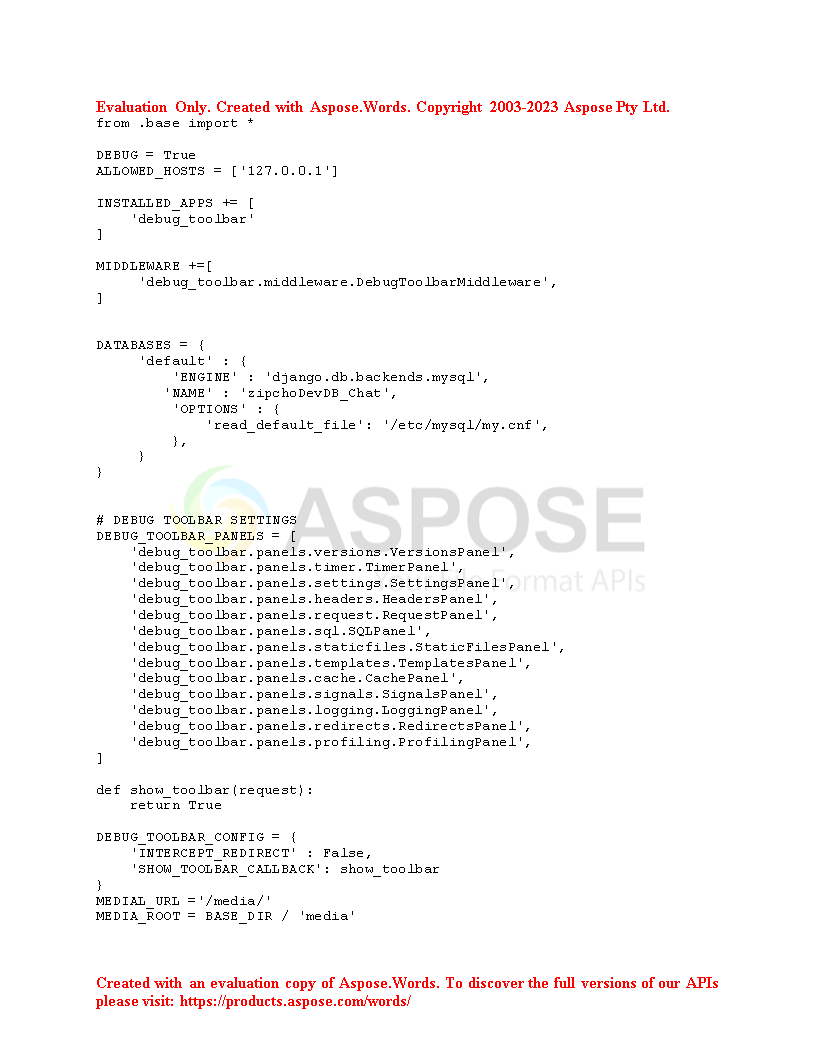 Evaluation Only. Created with Aspose.Words. Copyright 2003-2023 Aspose Pty Ltd.
from .base import *

DEBUG = True
ALLOWED_HOSTS = ['127.0.0.1']

INSTALLED_APPS += [
    'debug_toolbar'
]

MIDDLEWARE +=[
     'debug_toolbar.middleware.DebugToolbarMiddleware',
]


DATABASES = {
     'default' : {
         'ENGINE' : 'django.db.backends.mysql',
        'NAME' : 'zipchoDevDB_Chat',
         'OPTIONS' : {
             'read_default_file': '/etc/mysql/my.cnf',
         },
     }
}


# DEBUG TOOLBAR SETTINGS
DEBUG_TOOLBAR_PANELS = [
    'debug_toolbar.panels.versions.VersionsPanel',
    'debug_toolbar.panels.timer.TimerPanel',
    'debug_toolbar.panels.settings.SettingsPanel',
    'debug_toolbar.panels.headers.HeadersPanel',
    'debug_toolbar.panels.request.RequestPanel',
    'debug_toolbar.panels.sql.SQLPanel',
    'debug_toolbar.panels.staticfiles.StaticFilesPanel',
    'debug_toolbar.panels.templates.TemplatesPanel',
    'debug_toolbar.panels.cache.CachePanel',
    'debug_toolbar.panels.signals.SignalsPanel',
    'debug_toolbar.panels.logging.LoggingPanel',
    'debug_toolbar.panels.redirects.RedirectsPanel',
    'debug_toolbar.panels.profiling.ProfilingPanel',
]

def show_toolbar(request):
    return True

DEBUG_TOOLBAR_CONFIG = {
    'INTERCEPT_REDIRECT' : False,
    'SHOW_TOOLBAR_CALLBACK': show_toolbar
}
MEDIAL_URL ='/media/'
MEDIA_ROOT = BASE_DIR / 'media'
ASPOSE
Format APIs
Created with an evaluation copy of Aspose.Words. To discover the full versions of our APIs
please visit: https://products.aspose.com/words/